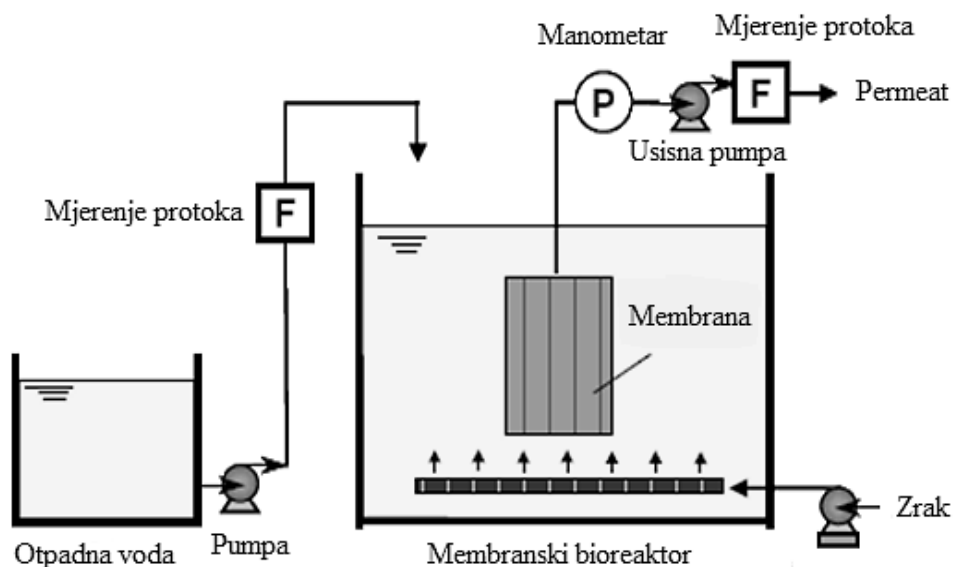 Mjerenje protoka
Manometar
P
F
Permeat
Usisna pumpa
Mjerenje protoka
F
Membrana
Zrak
Otpadna voda
Pumpa
Membranski bioreaktor